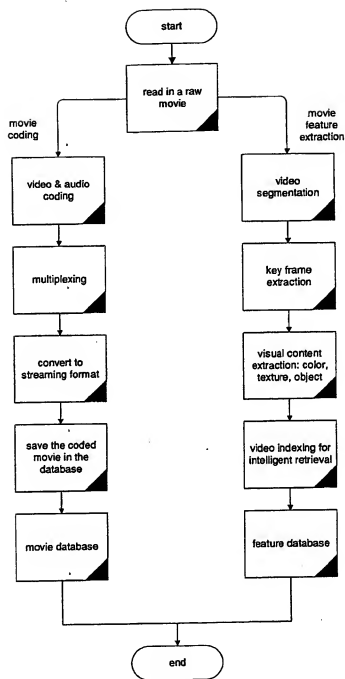 start
read in a raw
movie
movie
coding
movie
feature
extraction
video & audio
coding
video
segmentation
multiplexing
key frame
extraction
convert to
streaming format
visual content
extraction: color,
texture, object
save the coded
movie in the
database
video indexing for
intelligent retrieval
movie database
feature database
end